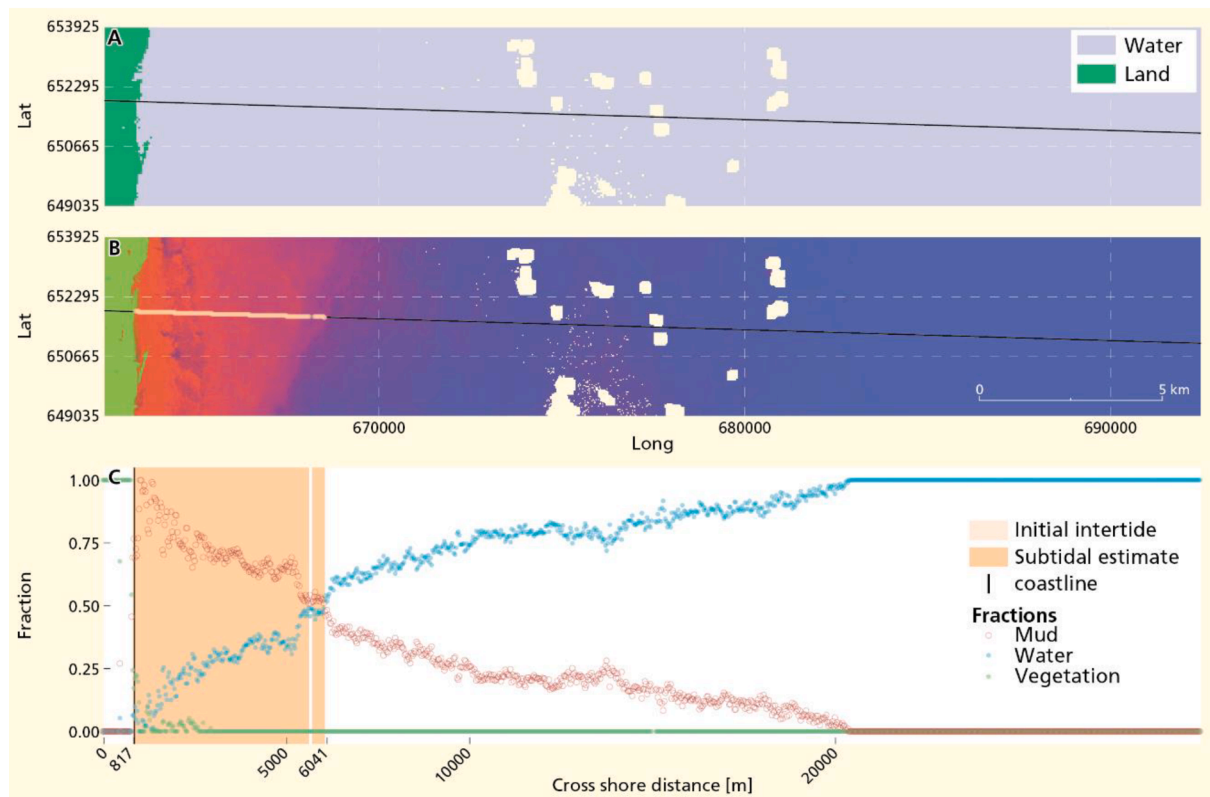 653925
A
Water
Land
652295
Lat
650665
649035
653925
B
652295
Lat
650665
0 5 km
649035
670000 680000 690000
Long
C
1.00
0.75
0.50
0.25
0.00
Fraction
Initial intertide
Subtidal estimate
coastline
Fractions
Mud
Water
Vegetation
0 817 5000 6041 10000 20000
Cross shore distance [m]